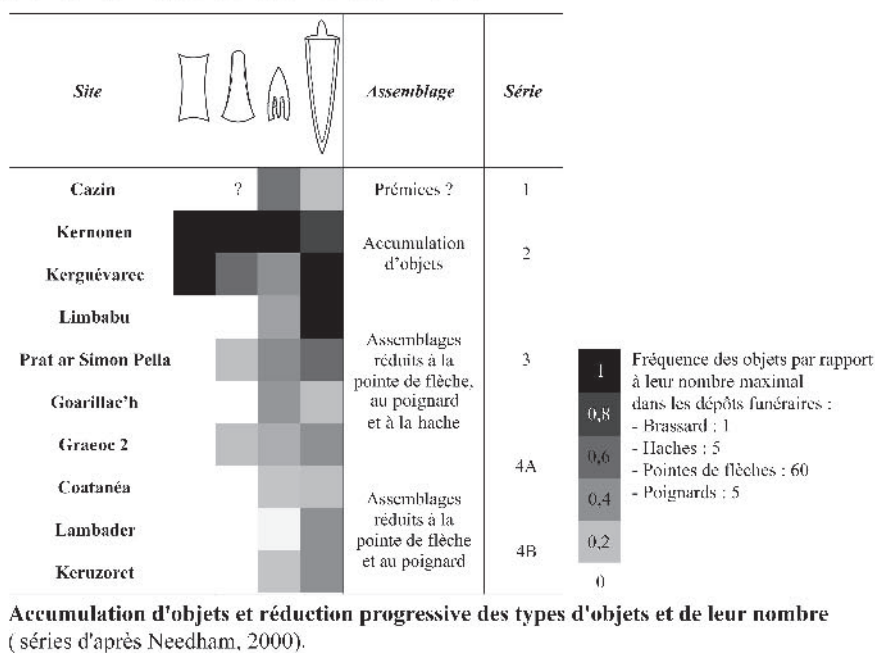 Site
Assemblage
Série
Cazin
?
Prémices ?
1
Kernonen
Accumulation
d'objets
2
Kerguévarec
Limbabu
Assemblages
réduits à la
pointe de flèche,
au poignard
et à la hache
3
Prat ar Simon Pella
Goarillac'h
Graeoc 2
4A
Coatanéa
Assemblages
réduits à la
pointe de flèche
et au poignard
Lambader
4B
Keruzoret
1
0,8
0,6
0,4
0,2
0
Fréquence des objets par rapport
à leur nombre maximal
dans les dépôts funéraires :
- Brassard : 1
- Haches : 5
- Pointes de flèches : 60
- Poignards : 5
Accumulation d'objets et réduction progressive des types d'objets et de leur nombre
( séries d'après Needham, 2000).